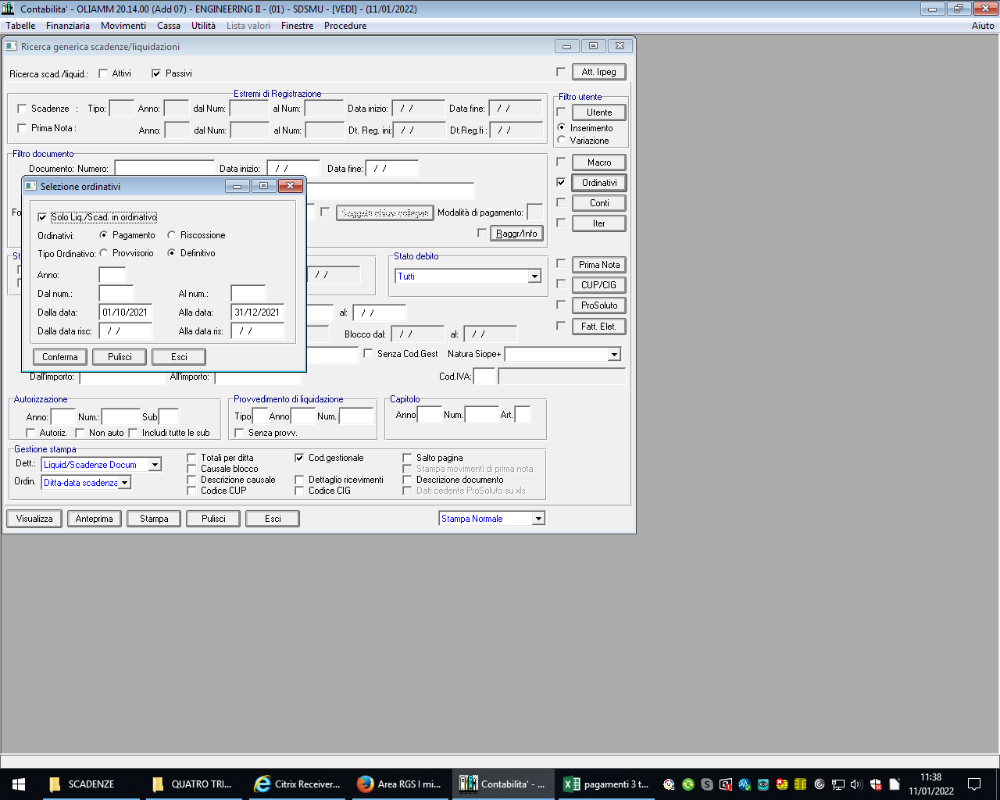 Contabilita' - OLIAMM 20.14.00 (Add 07) - ENGINEERING II - (01) - SDSMU - [VEDI] - (11/01/2022)
Tabelle Finanziaria Movimenti Cassa Utilità Lista valori Finestre Procedure Aiuto
Ricerca generica scadenze/liquidazioni
Ricerca scad./liquid.: Attivi Passivi Att. Irpeg
Estremi di Registrazione
Scadenze : Tipo: Anno: dal Num: al Num: Data inizio: / / Data fine: / /
Prima Nota : Anno: dal Num: al Num: Dt. Reg. ini: / / Dt.Reg.fi : / /
Filtro utente
Utente
Inserimento
Variazione
Filtro documento
Documento: Numero: Data inizio: / / Data fine: / /
Macro
Ordinativi
Conti
Iter
Fo Soggetti chiusi collegati Modalità di pagamento:
Raggr/Info
Selezione ordinativi
Solo Liq./Scad. in ordinativo
Ordinativi: Pagamento Riscossione
Tipo Ordinativo: Provvisorio Definitivo
Anno:
Dal num.: Al num.:
Dalla data: 01/10/2021 Alla data: 31/12/2021
Dalla data risc: / / Alla data ris: / /
Conferma Pulisci Esci
St / /
Stato debito
Tutti
Prima Nota
CUP/CIG
ProSoluto
Fatt. Elet.
al: / /
Blocco dal: / / al: / /
Senza Cod.Gest Natura Siope+
Dall'importo: All'importo: Cod.IVA:
Autorizzazione
Anno: Num.: Sub
Autoriz. Non auto Includi tutte le sub
Provvedimento di liquidazione
Tipo Anno Num.
Senza provv.
Capitolo
Anno Num. Art.
Gestione stampa
Dett.: Liquid/Scadenze Docum
Ordin. Ditta-data scadenza
Totali per ditta Cod.gestionale Salto pagina
Causale blocco Stampa movimenti di prima nota
Descrizione causale Dettaglio ricevimenti Descrizione documento
Codice CUP Codice CIG Dati cedente ProSoluto su xls
Visualizza Anteprima Stampa Pulisci Esci Stampa Normale
SCADENZE QUATRO TRI... Citrix Receiver... Area RGS I mi... Contabilita' - ... pagamenti 3 t...
11:38
11/01/2022